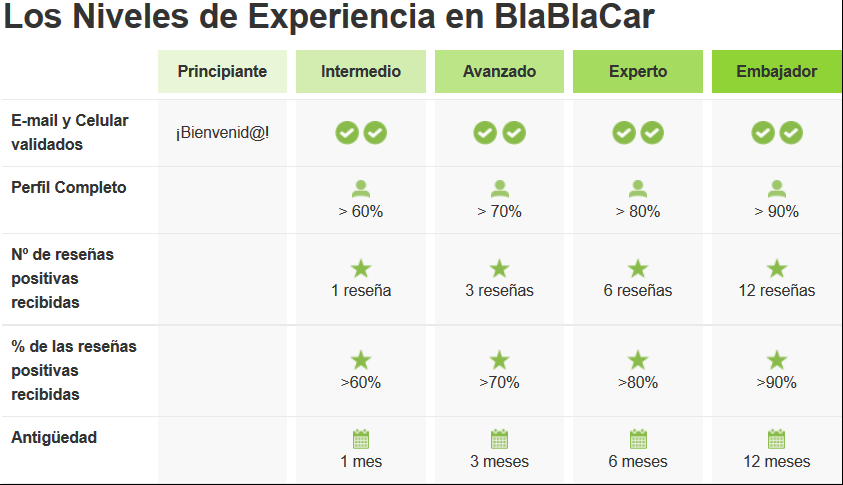 Los Niveles de Experiencia en BlaBlaCar
Principiante Intermedio Avanzado Experto Embajador
E-mail y Celular
validados
¡Bienvenid@!
Perfil Completo
> 60% > 70% > 80% > 90%
Nº de reseñas
positivas
recibidas
1 reseña 3 reseñas 6 reseñas 12 reseñas
% de las reseñas
positivas
recibidas
>60% >70% >80% >90%
Antigüedad
1 mes 3 meses 6 meses 12 meses